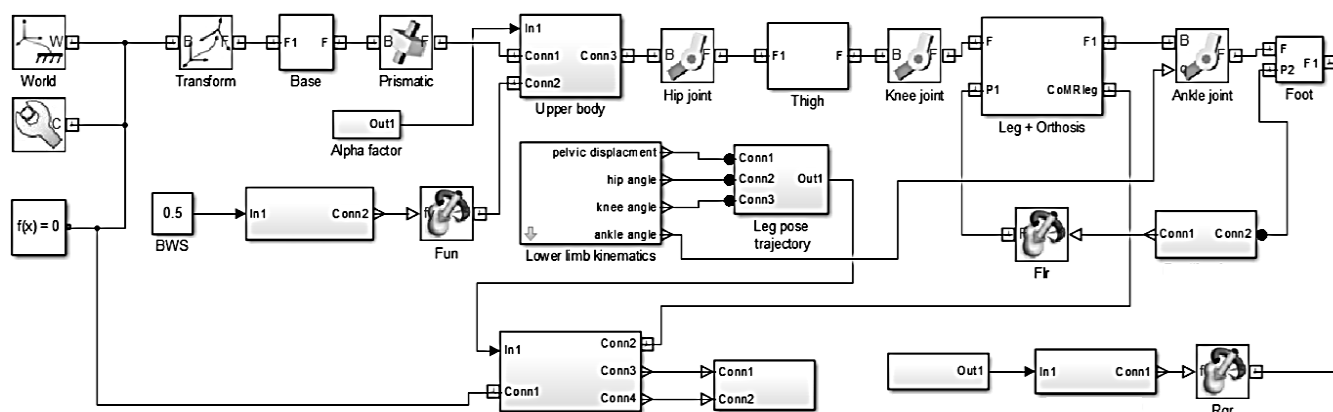 W
World
C
f(x) = 0
B
F
Transform
F1
F
Base
B
F
Prismatic
In1
Conn1
Conn2
Conn3
Upper body
B
F
Hip joint
F1
F
Thigh
B
F
Knee joint
F
P1
F1
CoMRleg
Leg + Orthosis
B
q
F
Ankle joint
F
P2
F1
Foot
Out1
Alpha factor
0.5
BWS
In1
Conn2
f
Fun
pelvic displacment
hip angle
knee angle
ankle angle
Lower limb kinematics
Conn1
Conn2
Conn3
Out1
Leg pose
trajectory
F
Flr
Conn1
Conn2
In1
Conn1
Conn2
Conn3
Conn4
Conn1
Conn2
Out1
In1
Conn1
f
Rgr